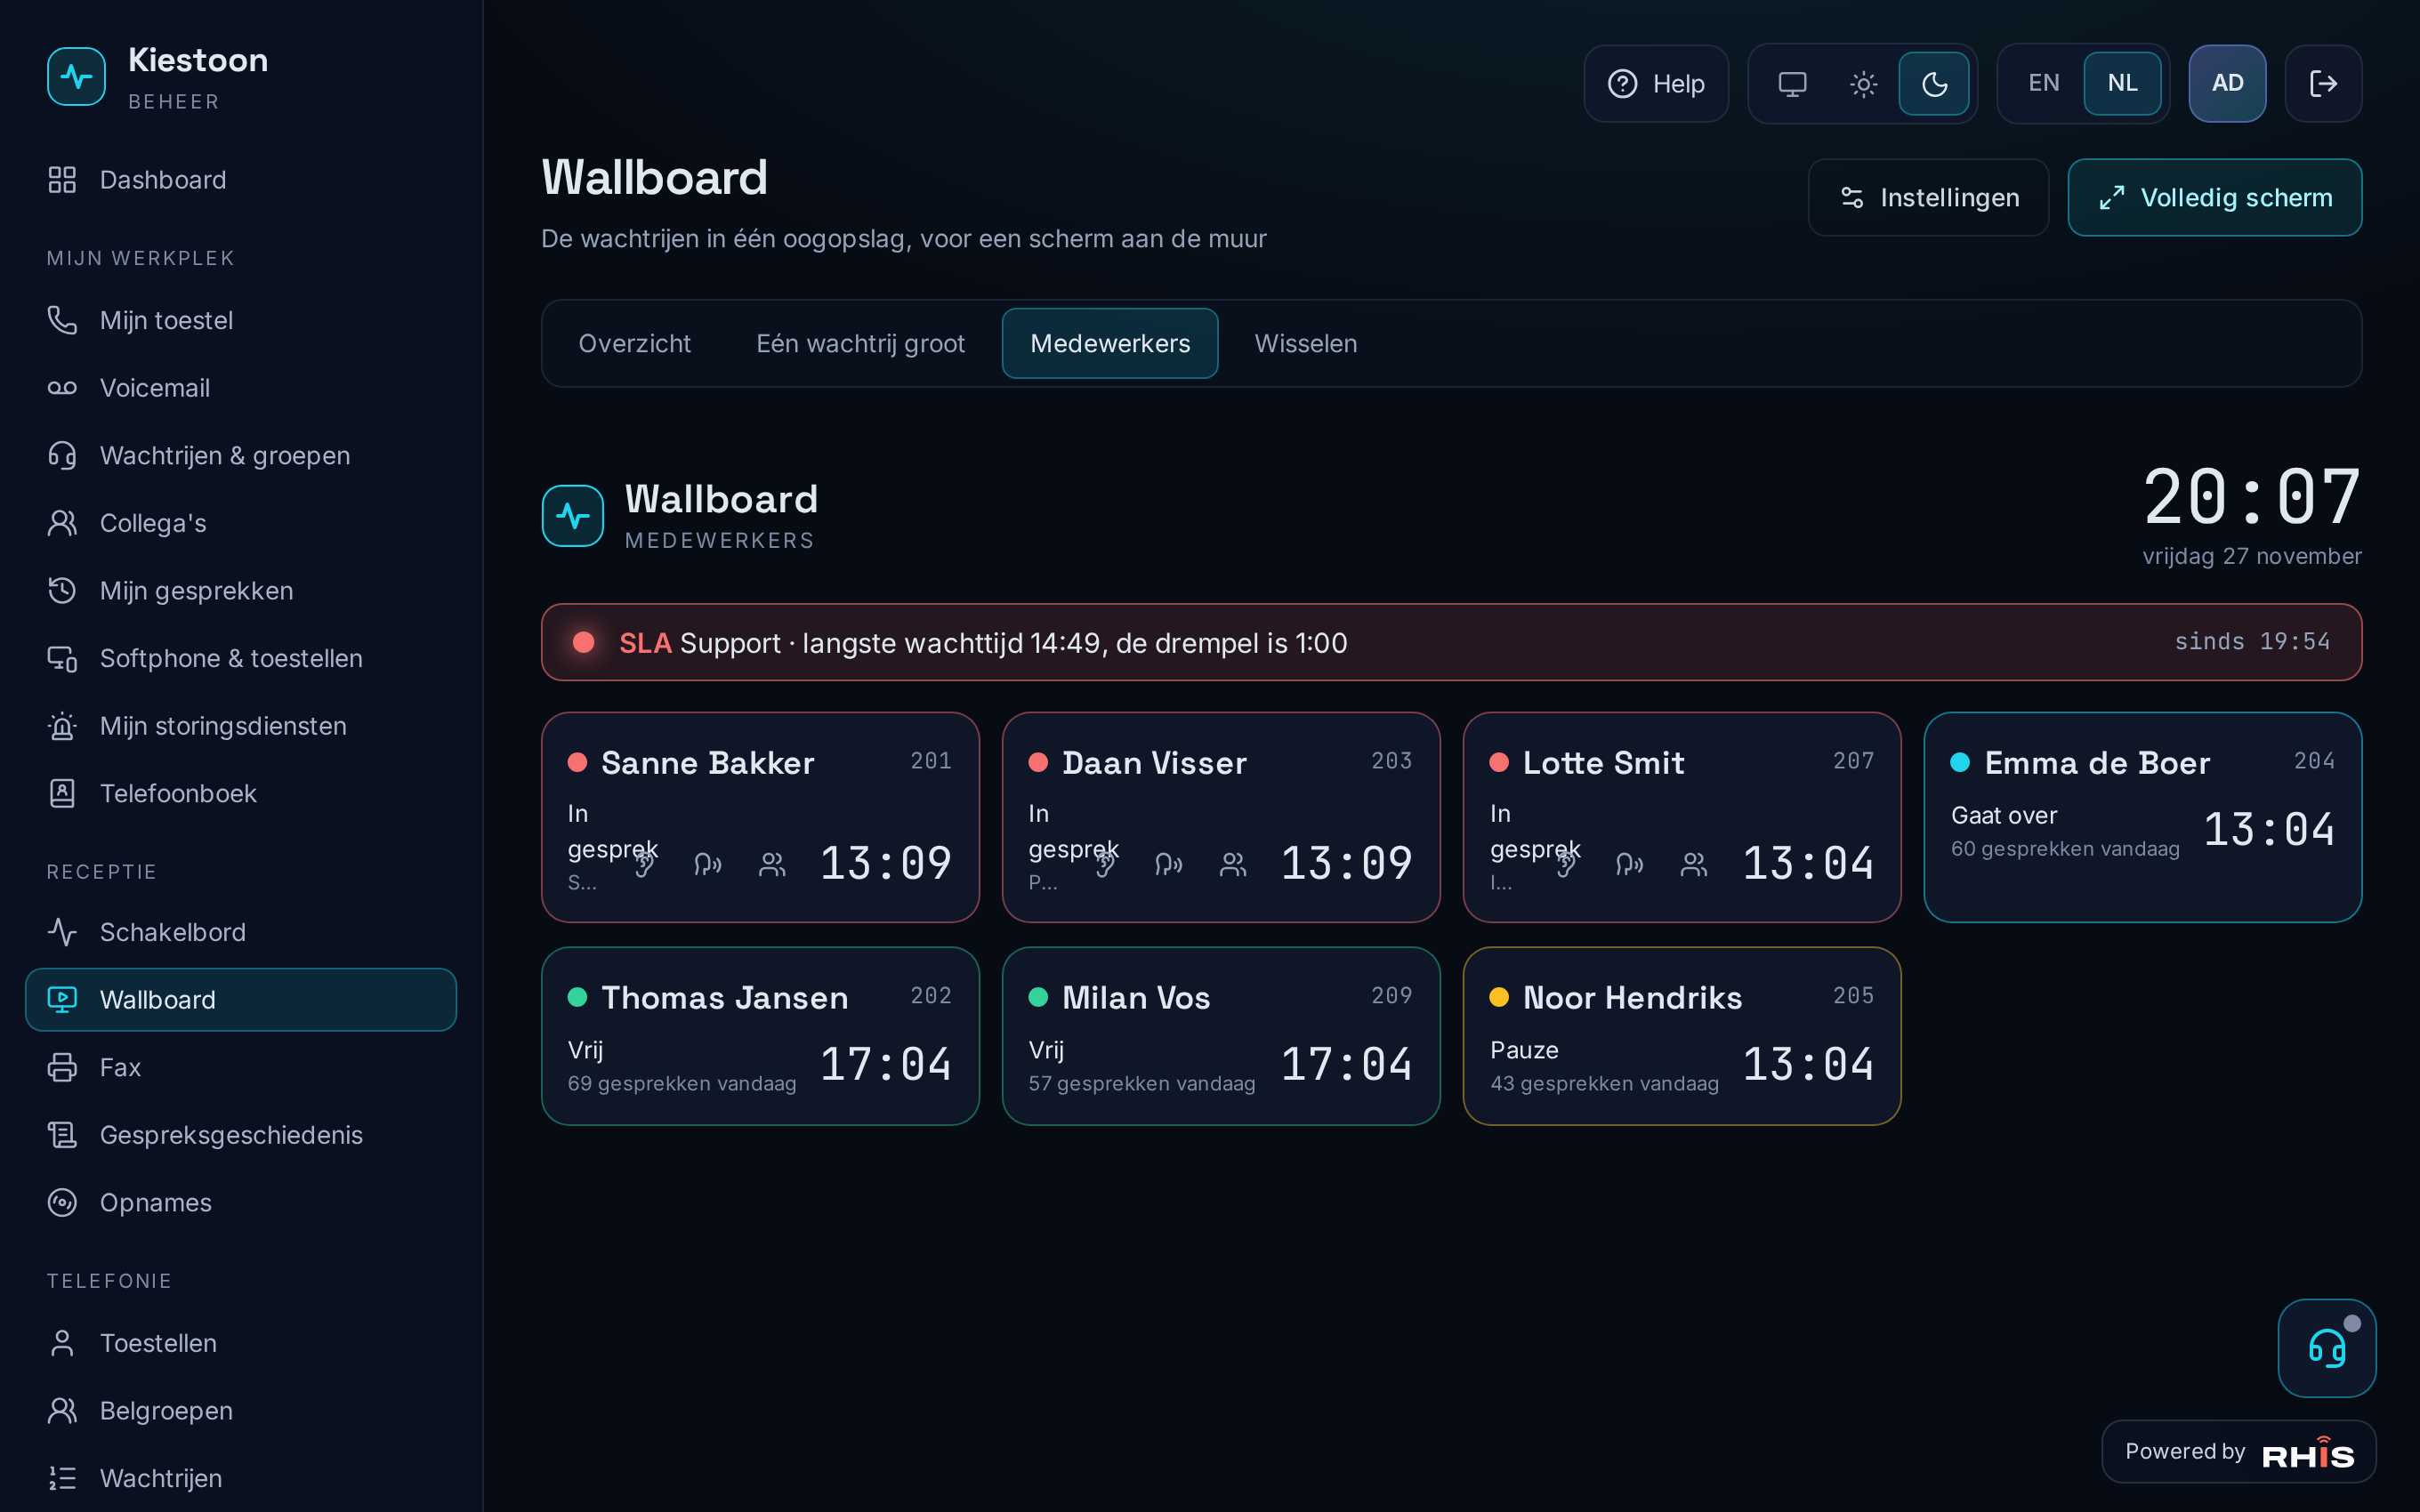 Kiestoon
BEHEER
Dashboard
MIJN WERKPLEK
Mijn toestel
Voicemail
Wachtrijen & groepen
Collega's
Mijn gesprekken
Softphone & toestellen
Mijn storingsdiensten
Telefoonboek
RECEPTIE
Schakelbord
Wallboard
Fax
Gespreksgeschiedenis
Opnames
TELEFONIE
Toestellen
Belgroepen
Wachtrijen
Help
EN NL
AD
Wallboard
De wachtrijen in één oogopslag, voor een scherm aan de muur
Instellingen
Volledig scherm
Overzicht Eén wachtrij groot Medewerkers Wisselen
Wallboard
MEDEWERKERS
20:07
vrijdag 27 november
SLA Support · langste wachttijd 14:49, de drempel is 1:00 sinds 19:54
Sanne Bakker 201
In
gesprek
S... 13:09
Daan Visser 203
In
gesprek
P... 13:09
Lotte Smit 207
In
gesprek
I... 13:04
Emma de Boer 204
Gaat over
60 gesprekken vandaag 13:04
Thomas Jansen 202
Vrij
69 gesprekken vandaag 17:04
Milan Vos 209
Vrij
57 gesprekken vandaag 17:04
Noor Hendriks 205
Pauze
43 gesprekken vandaag 13:04
Powered by RHIS